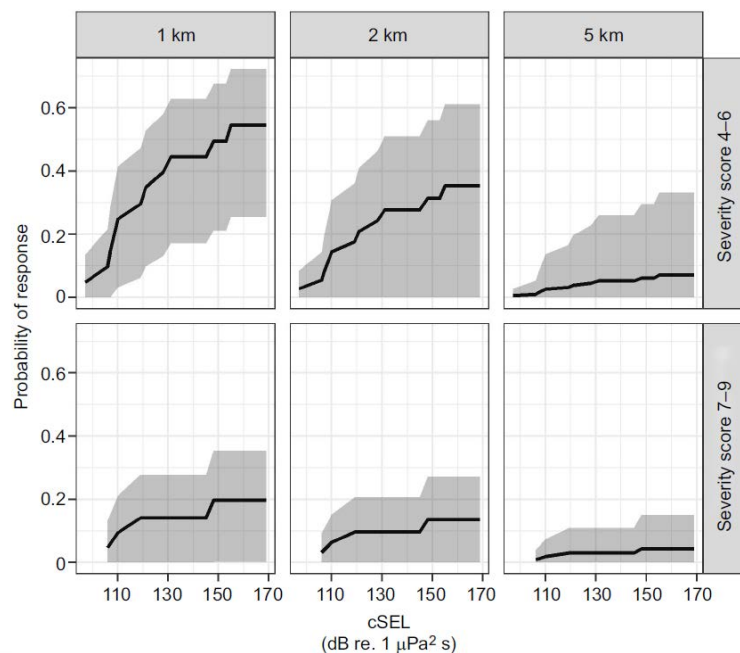 1 km 2 km 5 km
0.6
0.4
0.2
0
Severity score 4–6
Probability of response
0.6
0.4
0.2
0
Severity score 7–9
110 130 150 170 110 130 150 170 110 130 150 170
cSEL
(dB re. 1 μPa² s)